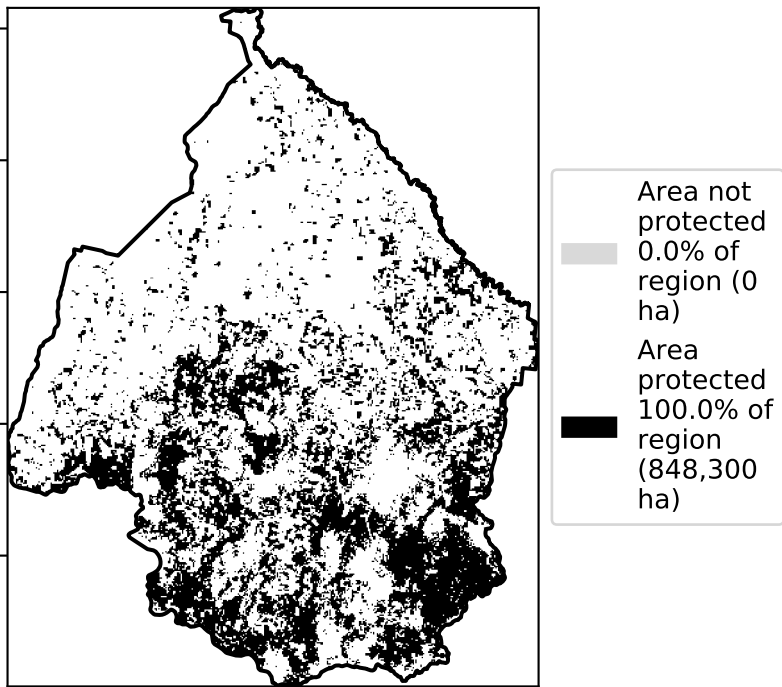 Area not
protected
0.0% of
region (0
ha)
Area
protected
100.0% of
region
(848,300
ha)